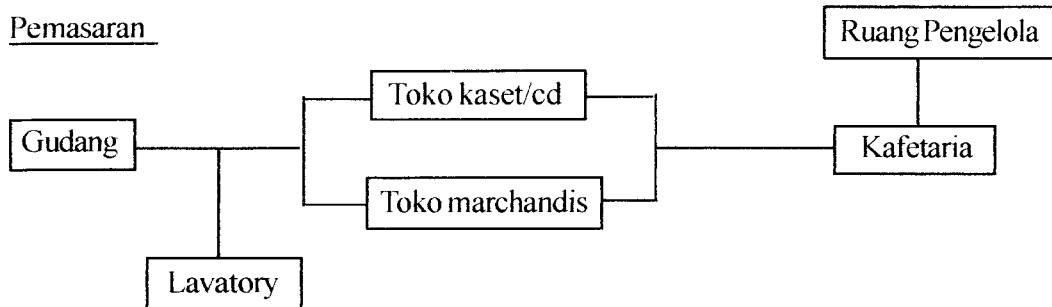 Pemasaran
Ruang Pengelola
Toko kaset/cd
Gudang
Kafetaria
Toko marchandis
Lavatory